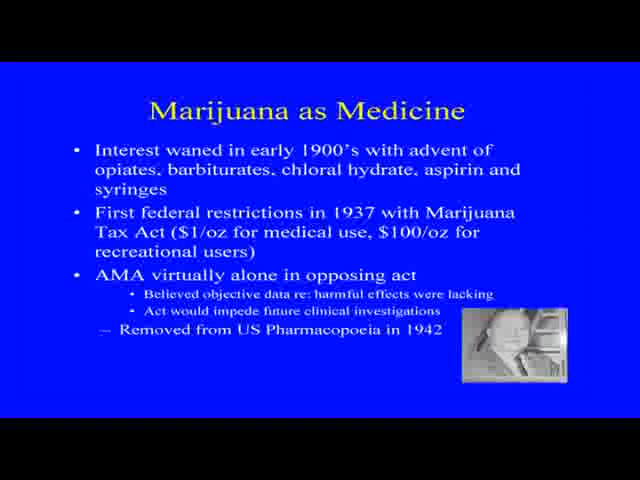 Marijuana as Medicine
• Interest waned in early 1900's with advent of
opiates, barbiturates, chloral hydrate, aspirin and
syringes
• First federal restrictions in 1937 with Marijuana
Tax Act ($1/oz for medical use, $100/oz for
recreational users)
• AMA virtually alone in opposing act
• Believed objective data re: harmful effects were lacking
• Act would impede future clinical investigations
– Removed from US Pharmacopoeia in 1942